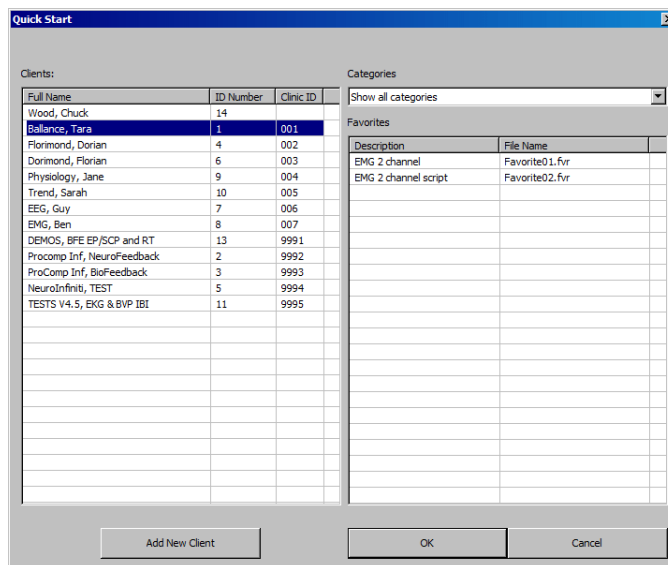 Quick Start
Clients:
Full Name ID Number Clinic ID
Wood, Chuck 14
Ballance, Tara 1 001
Florimond, Dorian 4 002
Dorimond, Florian 6 003
Physiology, Jane 9 004
Trend, Sarah 10 005
EEG, Guy 7 006
EMG, Ben 8 007
DEMOS, BFE EP/SCP and RT 13 9991
Procomp Inf, NeuroFeedback 2 9992
ProComp Inf, BioFeedback 3 9993
NeuroInfiniti, TEST 5 9994
TESTS V4.5, EKG & BVP IBI 11 9995
Add New Client
Categories
Show all categories
Favorites
Description File Name
EMG 2 channel Favorite01.fvr
EMG 2 channel script Favorite02.fvr
OK Cancel